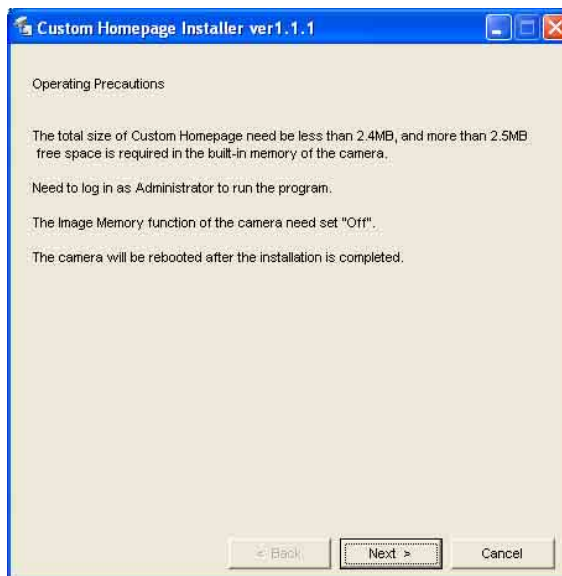 Custom Homepage Installer ver1.1.1
Operating Precautions
The total size of Custom Homepage need be less than 2.4MB, and more than 2.5MB
free space is required in the built-in memory of the camera.
Need to log in as Administrator to run the program.
The Image Memory function of the camera need set "Off".
The camera will be rebooted after the installation is completed.
< Back Next > Cancel